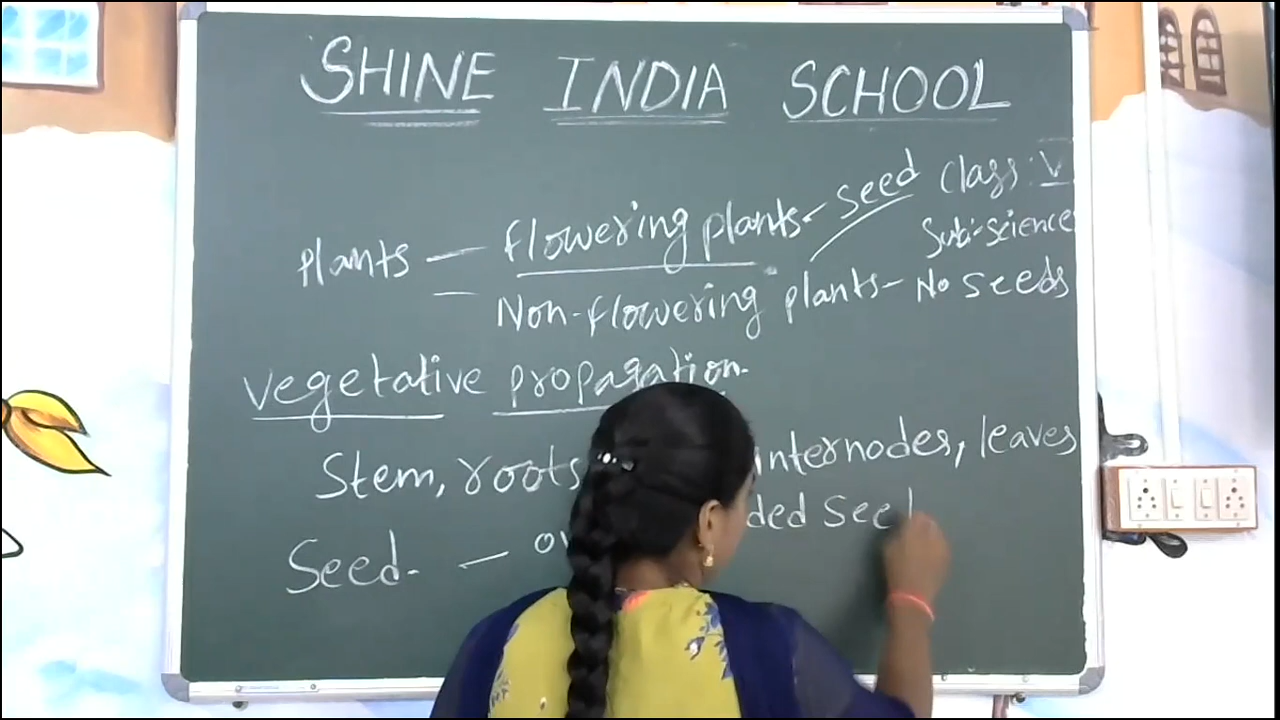 SHINE INDIA SCHOOL
Class: V
Sub:-Science
Plants — flowering plants - seed
— Non-flowering plants - No seeds
vegetative propagation.
Stem, roots internodes, leaves
Seed. — seed